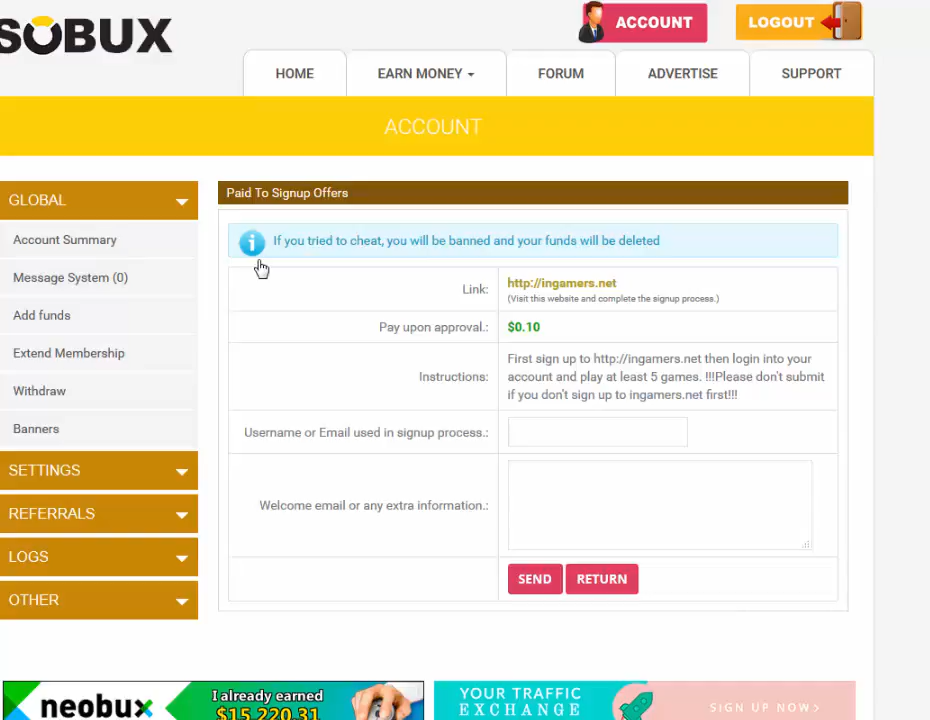 SOBUX
ACCOUNT
LOGOUT
HOME
EARN MONEY
FORUM
ADVERTISE
SUPPORT
ACCOUNT
GLOBAL
Account Summary
Message System (0)
Add funds
Extend Membership
Withdraw
Banners
SETTINGS
REFERRALS
LOGS
OTHER
Paid To Signup Offers
If you tried to cheat, you will be banned and your funds will be deleted
Link:
http://ingamers.net
(Visit this website and complete the signup process.)
Pay upon approval.:
$0.10
Instructions:
First sign up to http://ingamers.net then login into your
account and play at least 5 games. !!!Please don't submit
if you don't sign up to ingamers.net first!!!
Username or Email used in signup process.:
Welcome email or any extra information.:
SEND
RETURN
neobux
I already earned
$15,220.31
YOUR TRAFFIC
EXCHANGE
SIGN UP NOW>